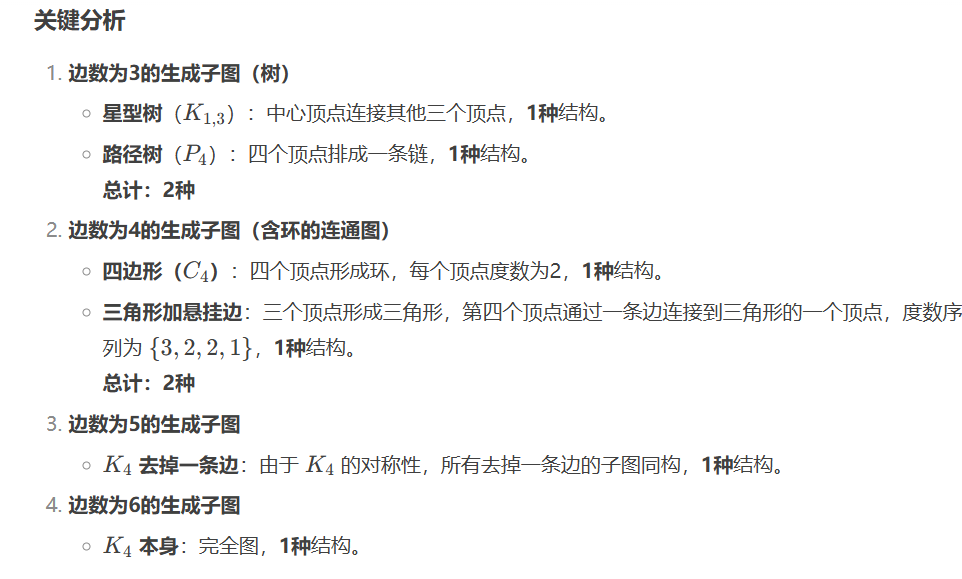 关键分析
1. 边数为3的生成子图（树）
星型树（K₁,₃）：中心顶点连接其他三个顶点，1种结构。
路径树（P₄）：四个顶点排成一条链，1种结构。
总计：2种
2. 边数为4的生成子图（含环的连通图）
四边形（C₄）：四个顶点形成环，每个顶点度数为2，1种结构。
三角形加悬挂边：三个顶点形成三角形，第四个顶点通过一条边连接到三角形的一个顶点，度数序
列为 {3, 2, 2, 1}，1种结构。
总计：2种
3. 边数为5的生成子图
K₄ 去掉一条边：由于 K₄ 的对称性，所有去掉一条边的子图同构，1种结构。
4. 边数为6的生成子图
K₄ 本身：完全图，1种结构。